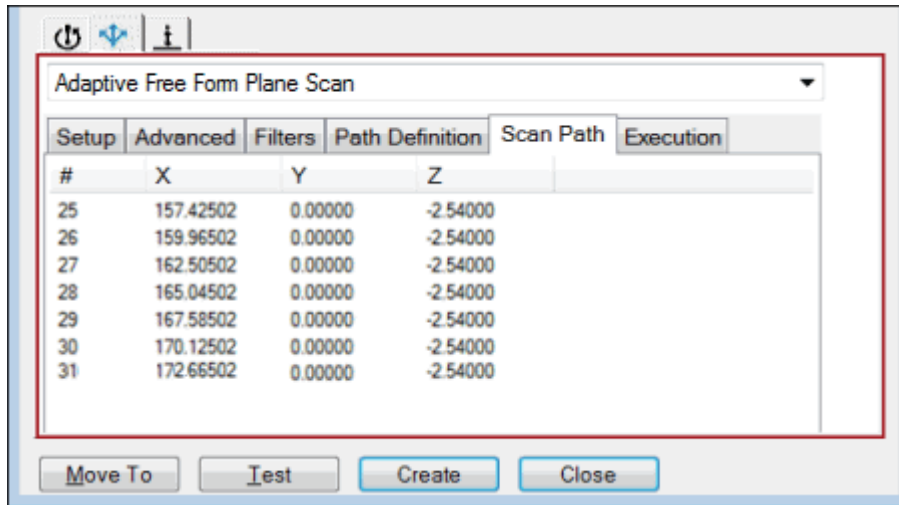 Adaptive Free Form Plane Scan
Setup Advanced Filters Path Definition Scan Path Execution
# X Y Z
25 157.42502 0.00000 -2.54000
26 159.96502 0.00000 -2.54000
27 162.50502 0.00000 -2.54000
28 165.04502 0.00000 -2.54000
29 167.58502 0.00000 -2.54000
30 170.12502 0.00000 -2.54000
31 172.66502 0.00000 -2.54000
Move To Test Create Close